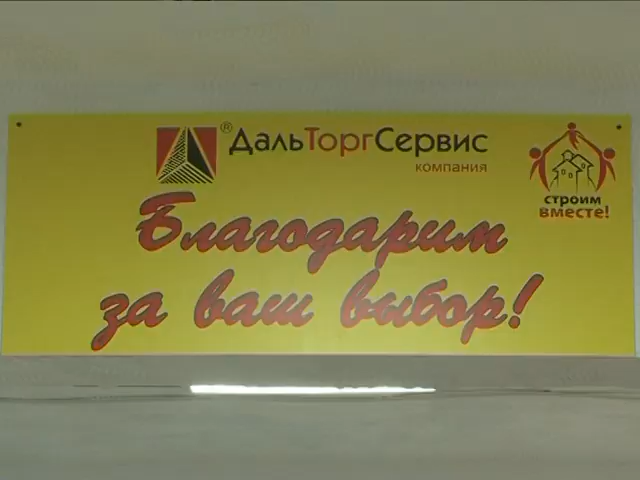 ® ДальТоргСервис
компания
строим
вместе!
Благодарим
за ваш выбор!